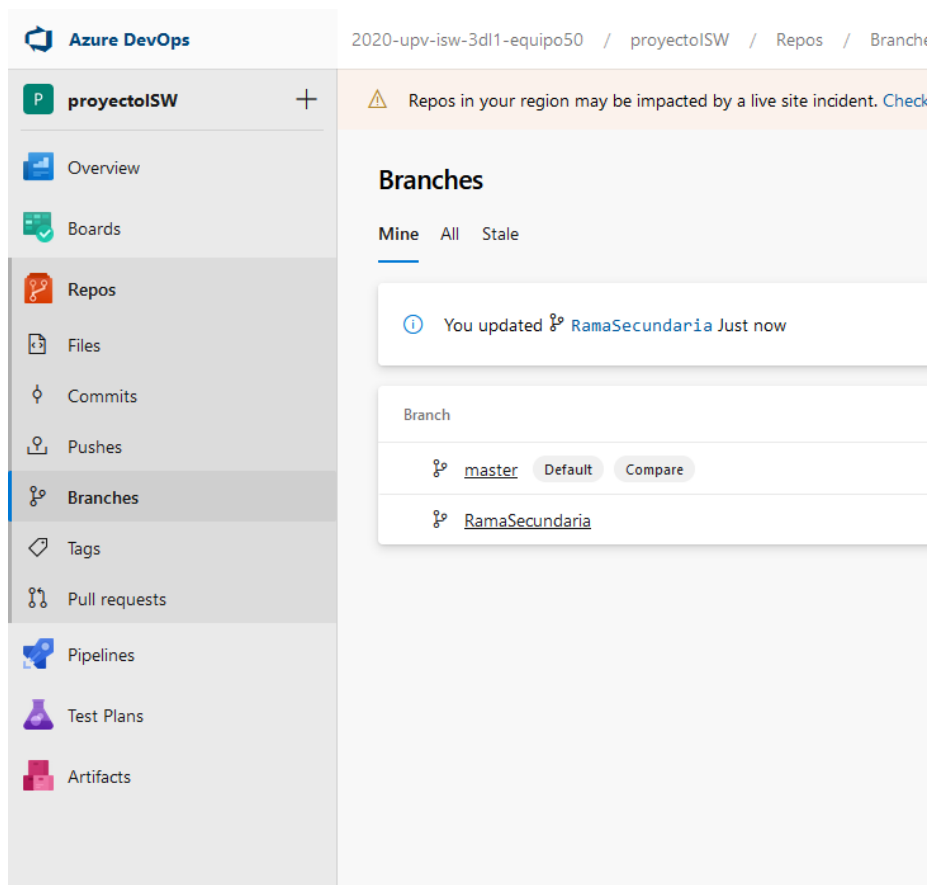 Azure DevOps
2020-upv-isw-3dl1-equipo50 / proyectoISW / Repos / Branche
P proyectoISW +
Repos in your region may be impacted by a live site incident. Check
Overview
Boards
Repos
Files
Commits
Pushes
Branches
Tags
Pull requests
Pipelines
Test Plans
Artifacts
Branches
Mine All Stale
You updated RamaSecundaria Just now
Branch
master Default Compare
RamaSecundaria